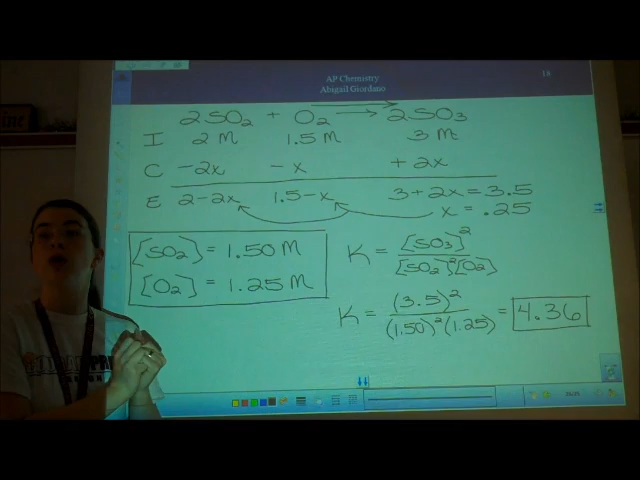 AP Chemistry
Abigail Giordano
18
2SO₂ + O₂ ⟶ 2SO₃
I 2 M 1.5 M 3 M
C -2x -x +2x
E 2-2x 1.5-x 3+2x = 3.5
x = .25
[SO₂] = 1.50 M
[O₂] = 1.25 M
K = [SO₃]² / [SO₂]²[O₂]
K = (3.5)² / (1.50)²(1.25) = 4.36